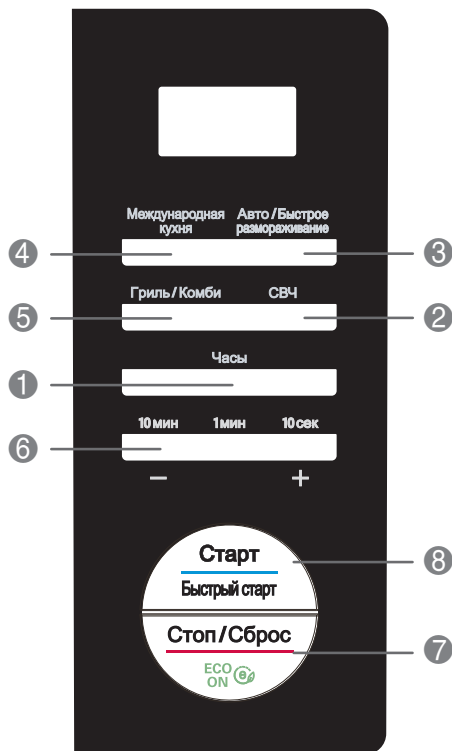 Международная Авто/Быстрое
кухня размораживание
4 3
Гриль/Комби СВЧ
5 2
Часы
1
10 мин 1 мин 10 сек
6
− +
Старт
8
Быстрый старт
Стоп/Сброс
7
ECO
ON e